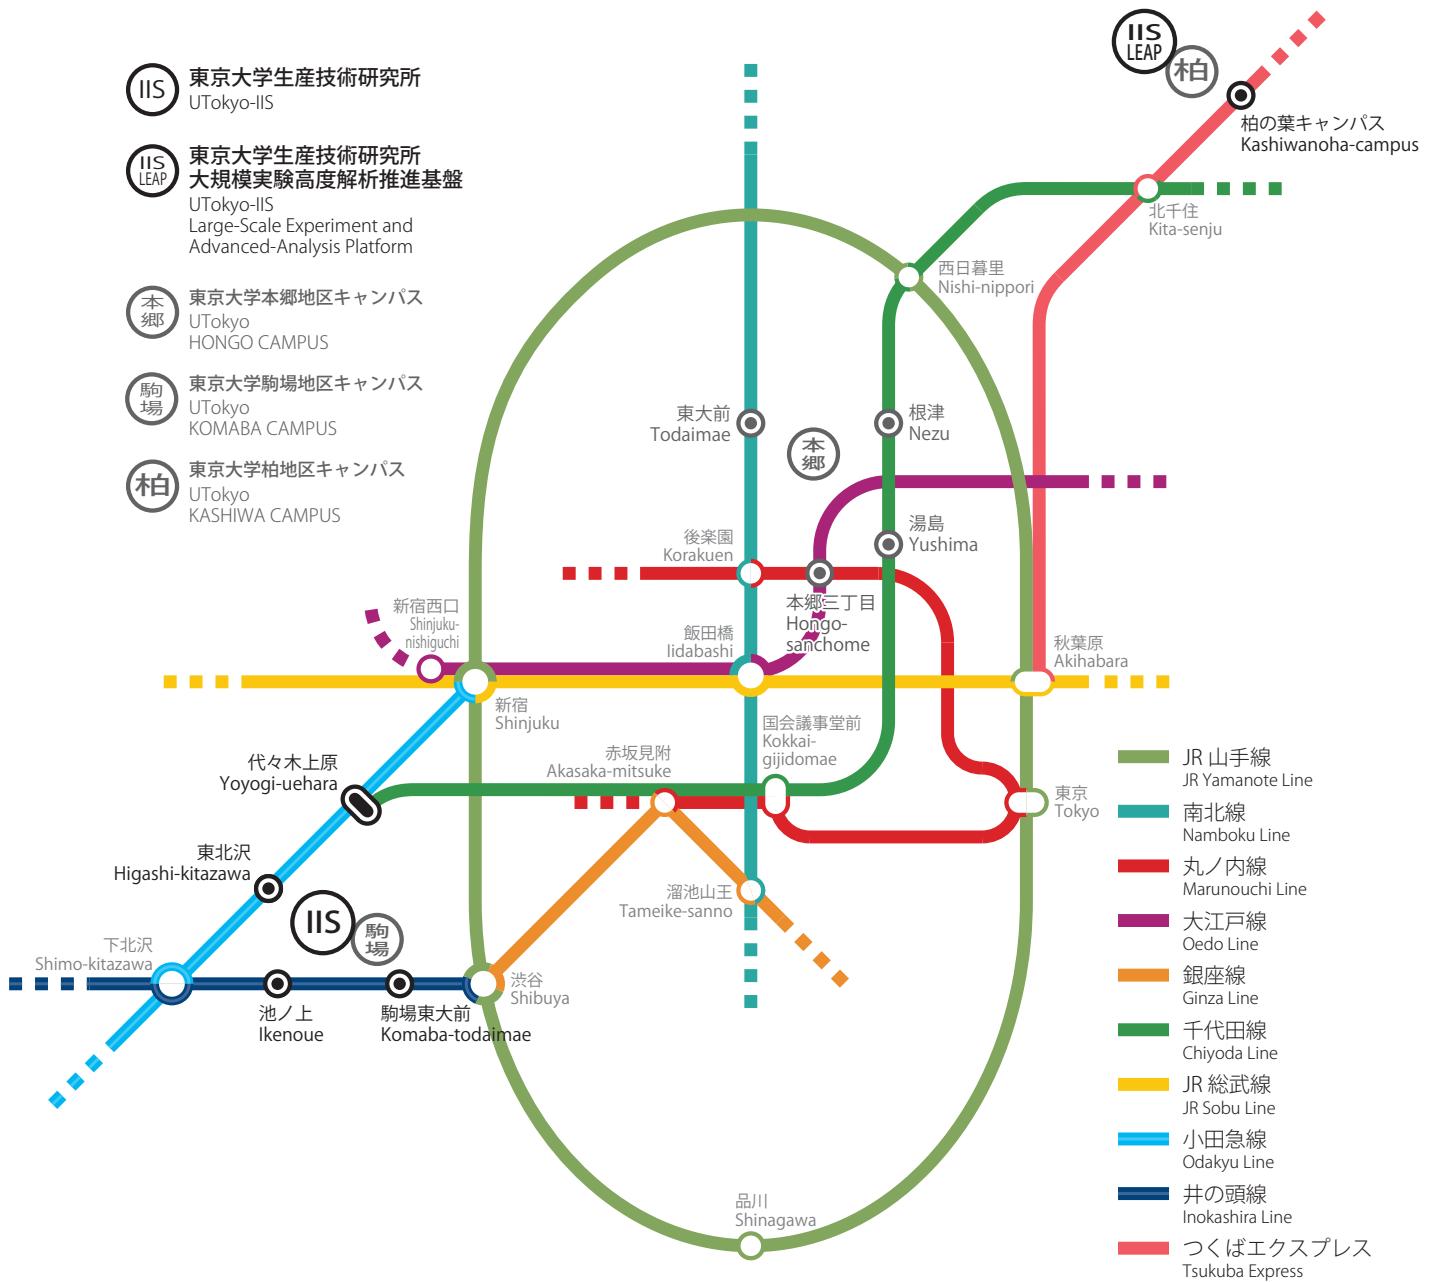 IIS
東京大学生産技術研究所
UTokyo-IIS
IIS
LEAP
東京大学生産技術研究所
大規模実験高度解析推進基盤
UTokyo-IIS
Large-Scale Experiment and
Advanced-Analysis Platform
本
郷
東京大学本郷地区キャンパス
UTokyo
HONGO CAMPUS
駒
場
東京大学駒場地区キャンパス
UTokyo
KOMABA CAMPUS
柏
東京大学柏地区キャンパス
UTokyo
KASHIWA CAMPUS
IIS
LEAP
柏
柏の葉キャンパス
Kashiwanoha-campus
北千住
Kita-senju
西日暮里
Nishi-nippori
東大前
Todaimae
本
郷
根津
Nezu
湯島
Yushima
後楽園
Korakuen
本郷三丁目
Hongo-
sanchome
新宿西口
Shinjuku-
nishiguchi
飯田橋
Iidabashi
秋葉原
Akihabara
新宿
Shinjuku
国会議事堂前
Kokkai-
gijidomae
赤坂見附
Akasaka-mitsuke
代々木上原
Yoyogi-uehara
東京
Tokyo
東北沢
Higashi-kitazawa
溜池山王
Tameike-sanno
IIS
駒
場
下北沢
Shimo-kitazawa
渋谷
Shibuya
池ノ上
Ikenoue
駒場東大前
Komaba-todaimae
品川
Shinagawa
JR 山手線
JR Yamanote Line
南北線
Namboku Line
丸ノ内線
Marunouchi Line
大江戸線
Oedo Line
銀座線
Ginza Line
千代田線
Chiyoda Line
JR 総武線
JR Sobu Line
小田急線
Odakyu Line
井の頭線
Inokashira Line
つくばエクスプレス
Tsukuba Express